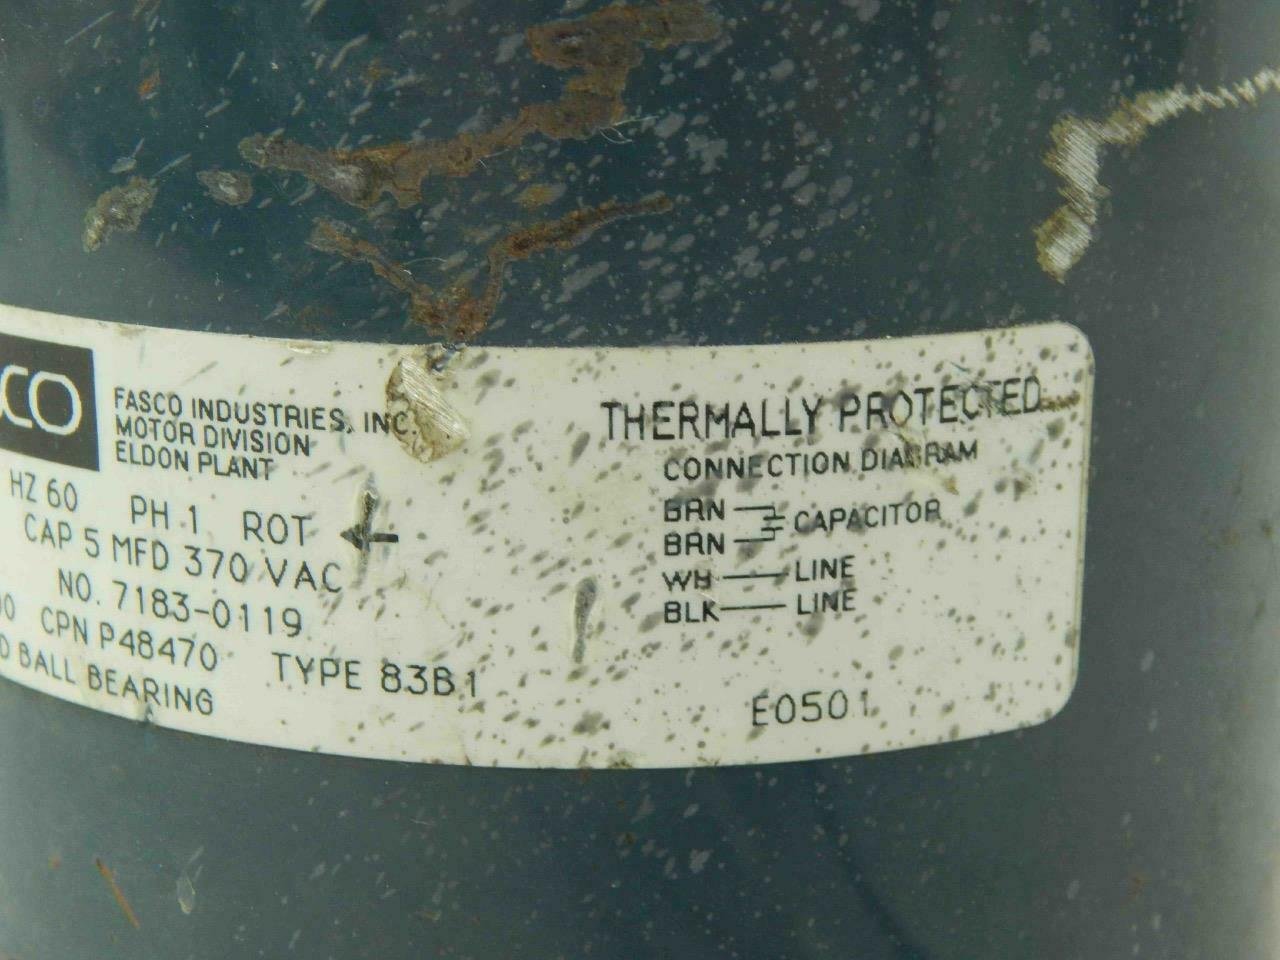 CO
FASCO INDUSTRIES, INC.
MOTOR DIVISION
ELDON PLANT
HZ 60 PH 1 ROT
CAP 5 MFD 370 VAC
NO. 7183-0119
CPN P48470
BALL BEARING
TYPE 83B1
THERMALLY PROTECTED
CONNECTION DIAGRAM
BRN
BRN
CAPACITOR
WH LINE
BLK LINE
E0501